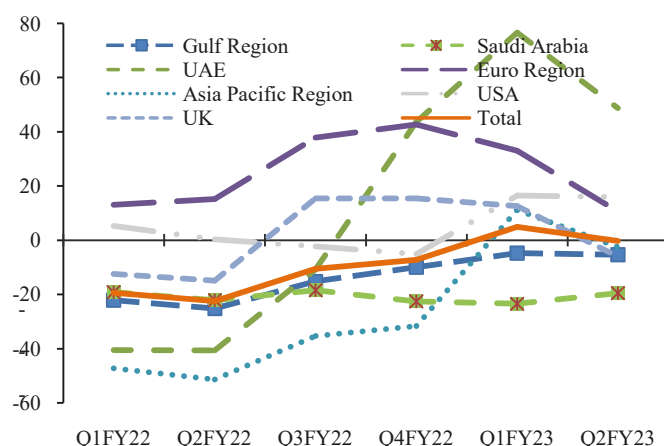 80
60
40
20
0
-20
-
-40
-60
Gulf Region
Saudi Arabia
UAE
Euro Region
Asia Pacific Region
USA
UK
Total
Q1FY22 Q2FY22 Q3FY22 Q4FY22 Q1FY23 Q2FY23